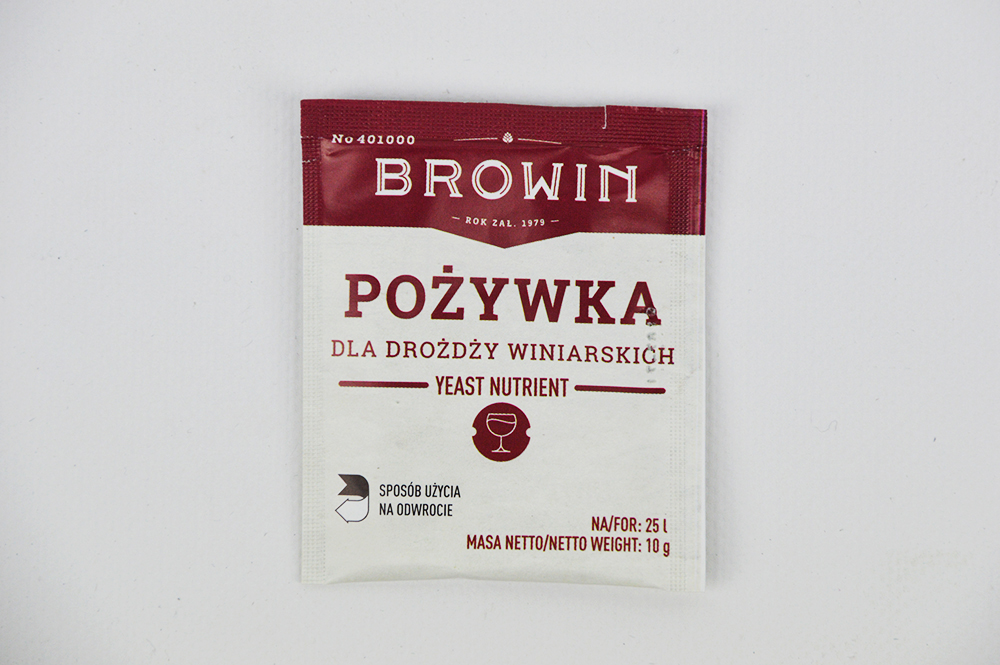 No 401000
BROWIN
– ROK ZAŁ. 1979 –
POŻYWKA
DLA DROŻDŻY WINIARSKICH
YEAST NUTRIENT
SPOSÓB UŻYCIA
NA ODWROCIE
NA/FOR: 25 l
MASA NETTO/NETTO WEIGHT: 10 g